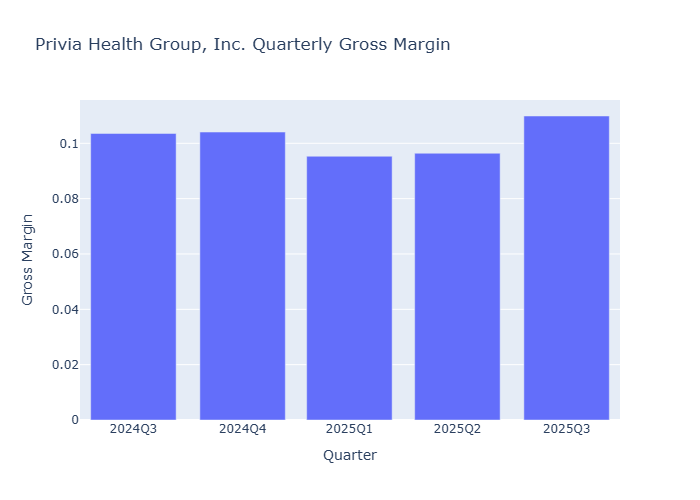 Privia Health Group, Inc. Quarterly Gross Margin
Gross Margin
0.1
0.08
0.06
0.04
0.02
0
2024Q3
2024Q4
2025Q1
2025Q2
2025Q3
Quarter